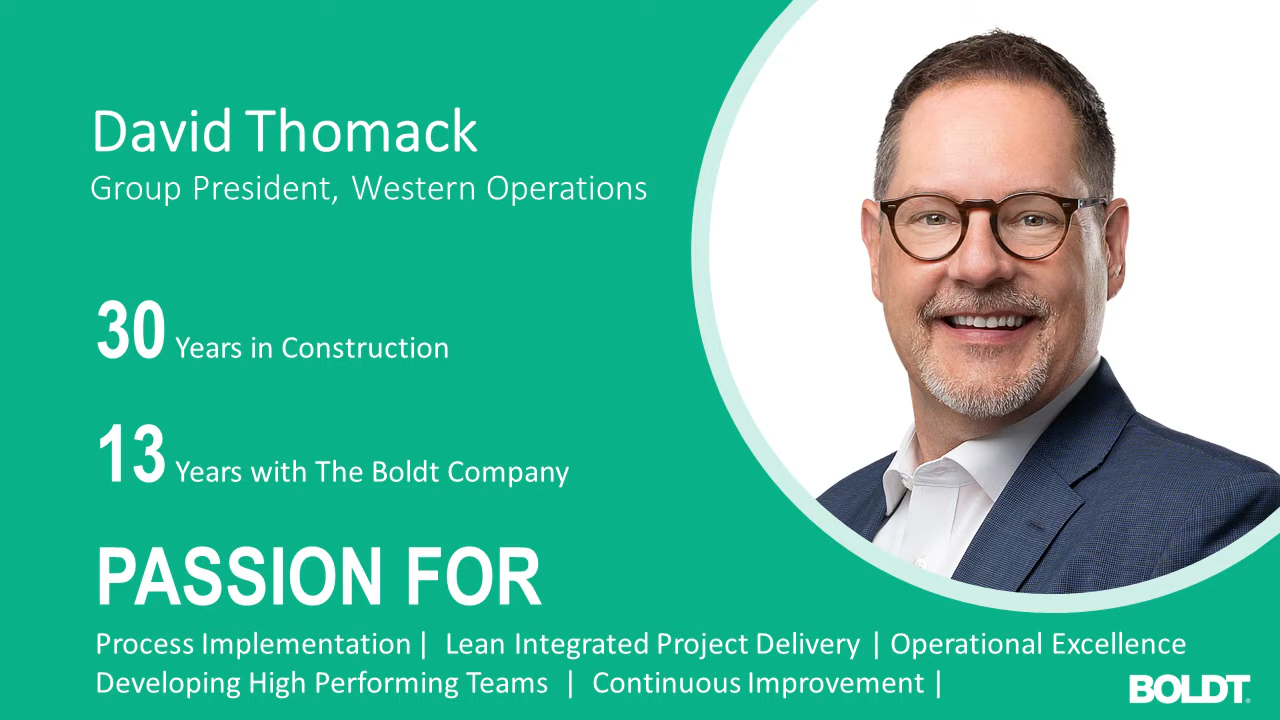 David Thomack
Group President, Western Operations
30 Years in Construction
13 Years with The Boldt Company
PASSION FOR
Process Implementation | Lean Integrated Project Delivery | Operational Excellence
Developing High Performing Teams | Continuous Improvement |
BOLDT®